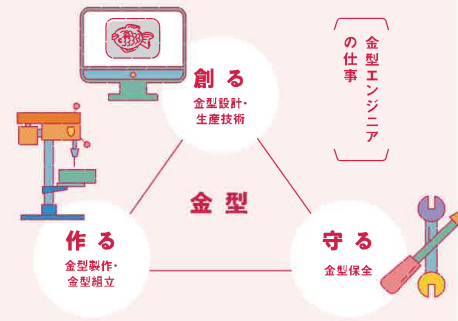 金型エンジニア
の仕事
創る
金型設計・
生産技術
金型
作る
金型製作・
金型組立
守る
金型保全